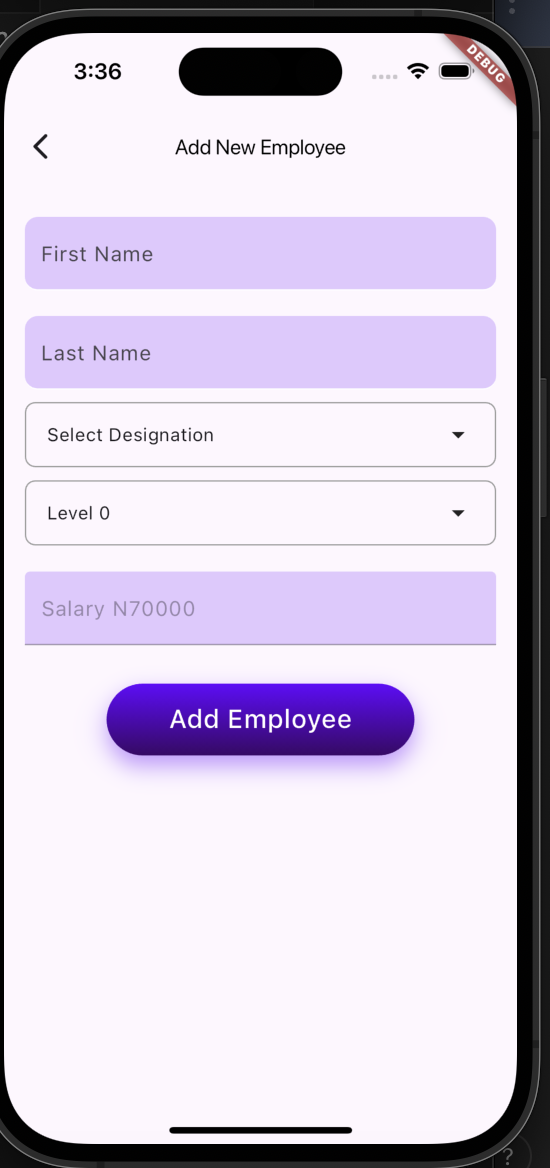 3:36
DEBUG
Add New Employee
First Name
Last Name
Select Designation
Level 0
Salary N70000
Add Employee
?